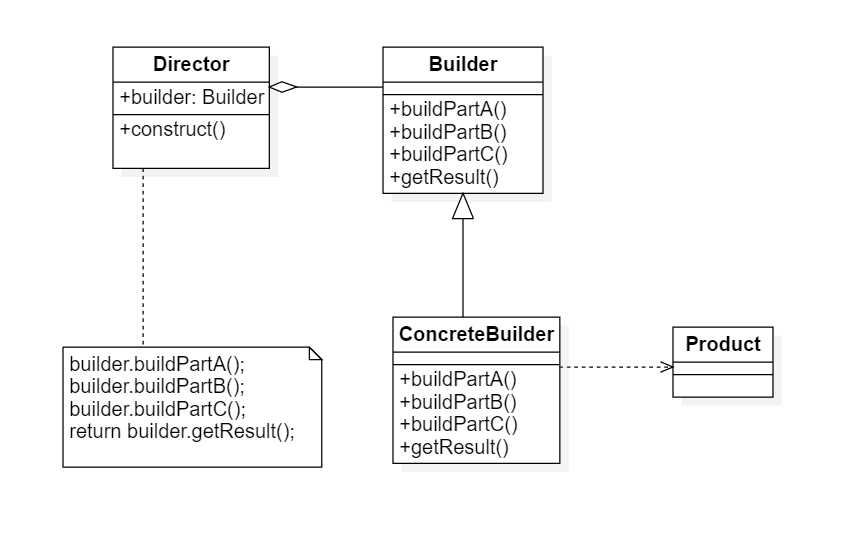 Director
+builder: Builder
+construct()
Builder
+buildPartA()
+buildPartB()
+buildPartC()
+getResult()
builder.buildPartA();
builder.buildPartB();
builder.buildPartC();
return builder.getResult();
ConcreteBuilder
+buildPartA()
+buildPartB()
+buildPartC()
+getResult()
Product